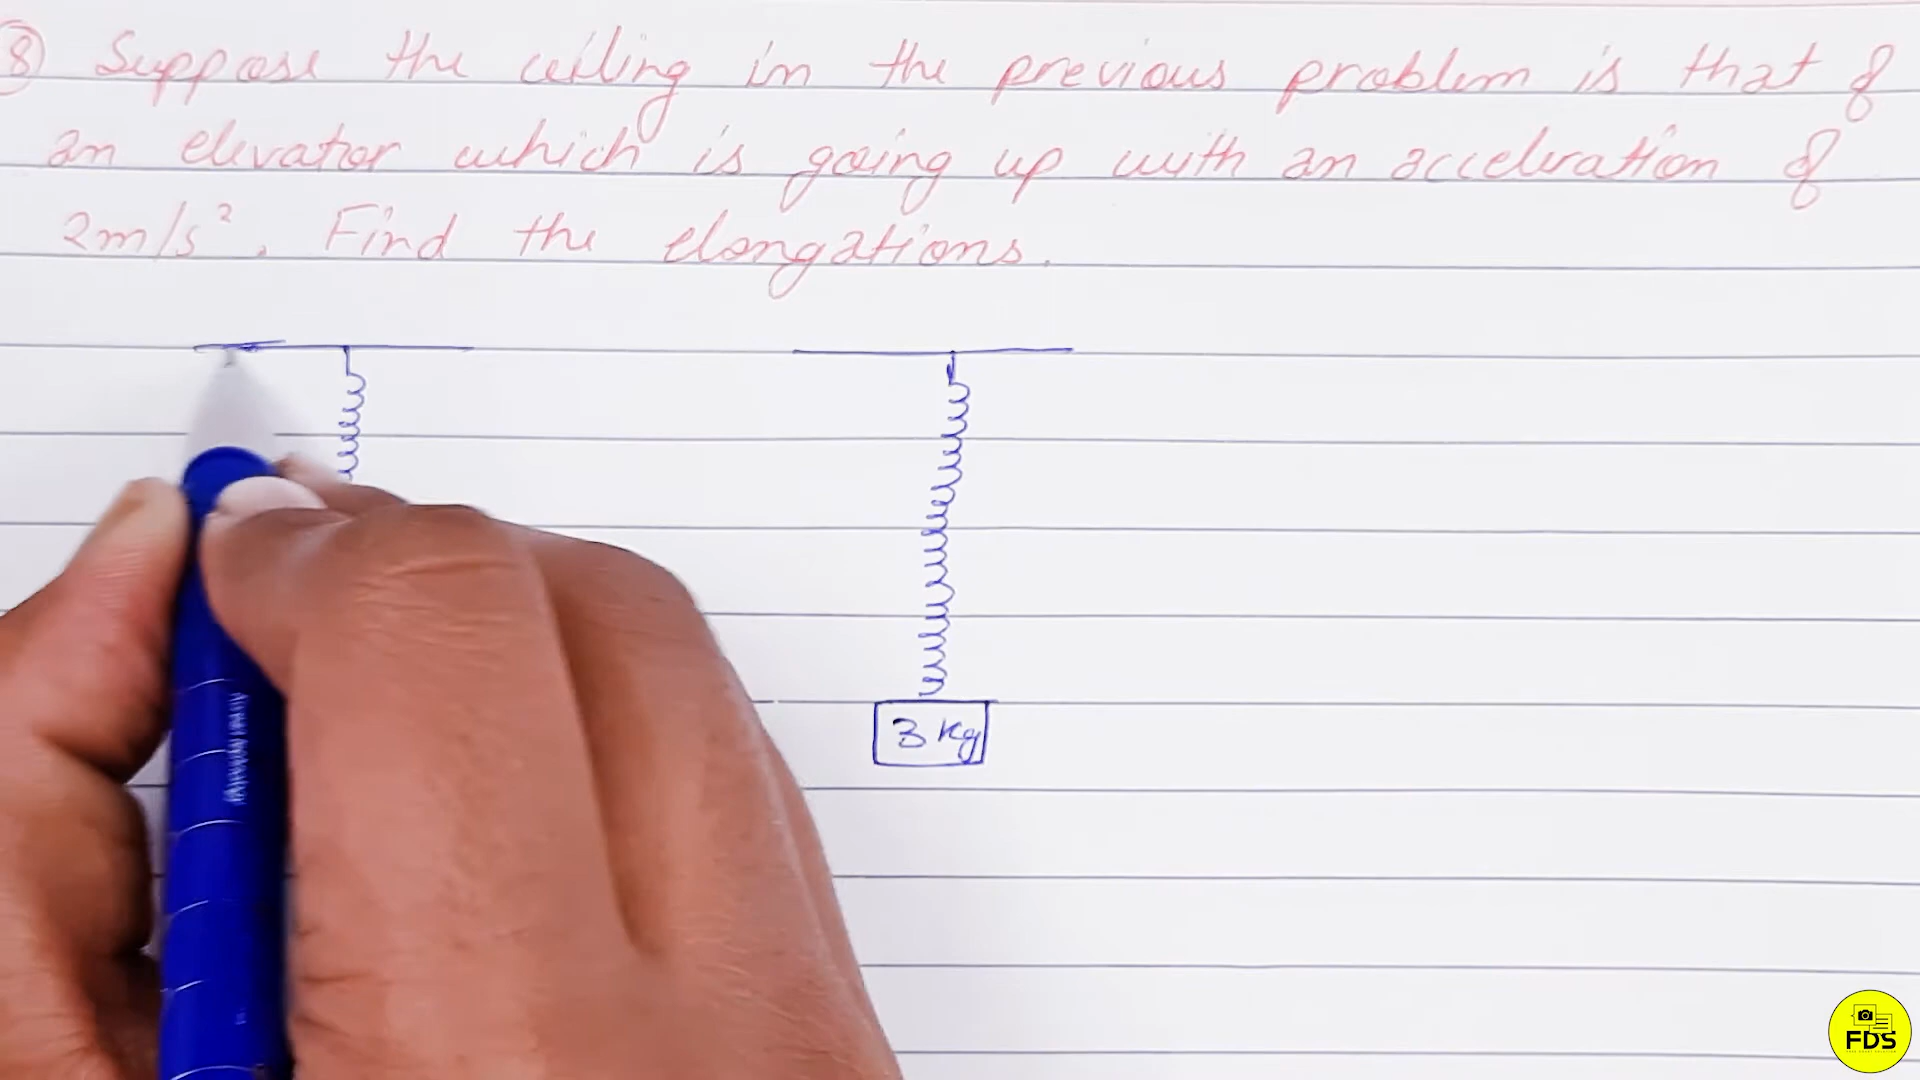 8) Suppose the ceiling in the previous problem is that of
an elevator which is going up with an acceleration of
2m/s². Find the elongations.
3 Kg
FDS